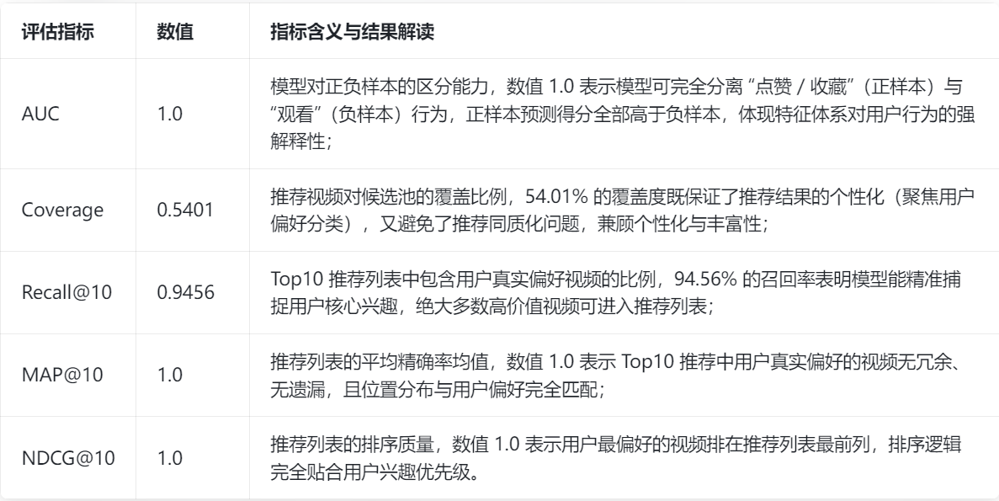 评估指标 数值 指标含义与结果解读
模型对正负样本的区分能力，数值 1.0 表示模型可完全分离 “点赞 / 收藏”（正样本）与
AUC 1.0 “观看”（负样本）行为，正样本预测得分全部高于负样本，体现特征体系对用户行为的强
解释性；
推荐视频对候选池的覆盖比例，54.01% 的覆盖度既保证了推荐结果的个性化（聚焦用户
Coverage 0.5401
偏好分类），又避免了推荐同质化问题，兼顾个性化与丰富性；
Top10 推荐列表中包含用户真实偏好视频的比例，94.56% 的召回率表明模型能精准捕
Recall@10 0.9456
捉用户核心兴趣，绝大多数高价值视频可进入推荐列表；
推荐列表的平均精确率均值，数值 1.0 表示 Top10 推荐中用户真实偏好的视频无冗余、
MAP@10 1.0
无遗漏，且位置分布与用户偏好完全匹配；
推荐列表的排序质量，数值 1.0 表示用户最偏好的视频排在推荐列表最前列，排序逻辑
NDCG@10 1.0
完全贴合用户兴趣优先级。